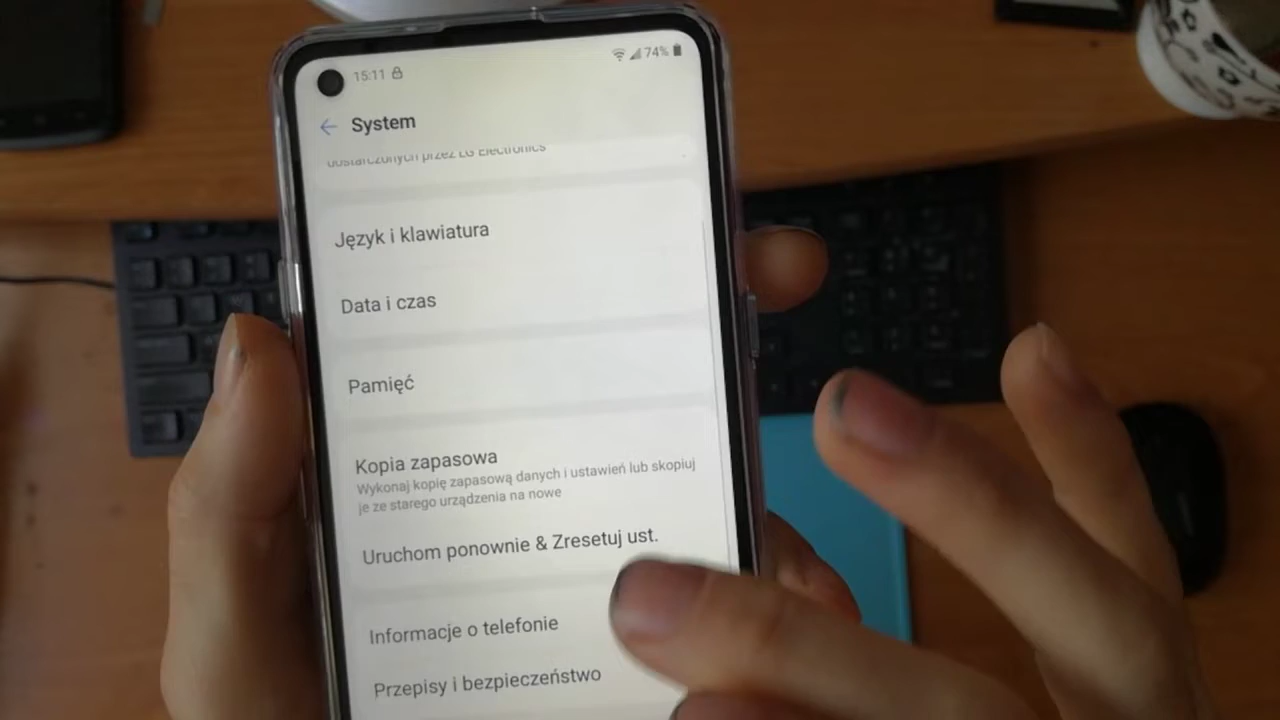 15:11
74%
System
dostarczonych przez LG Electronics
Język i klawiatura
Data i czas
Pamięć
Kopia zapasowa
Wykonaj kopię zapasową danych i ustawień lub skopiuj
je ze starego urządzenia na nowe
Uruchom ponownie & Zresetuj ust.
Informacje o telefonie
Przepisy i bezpieczeństwo